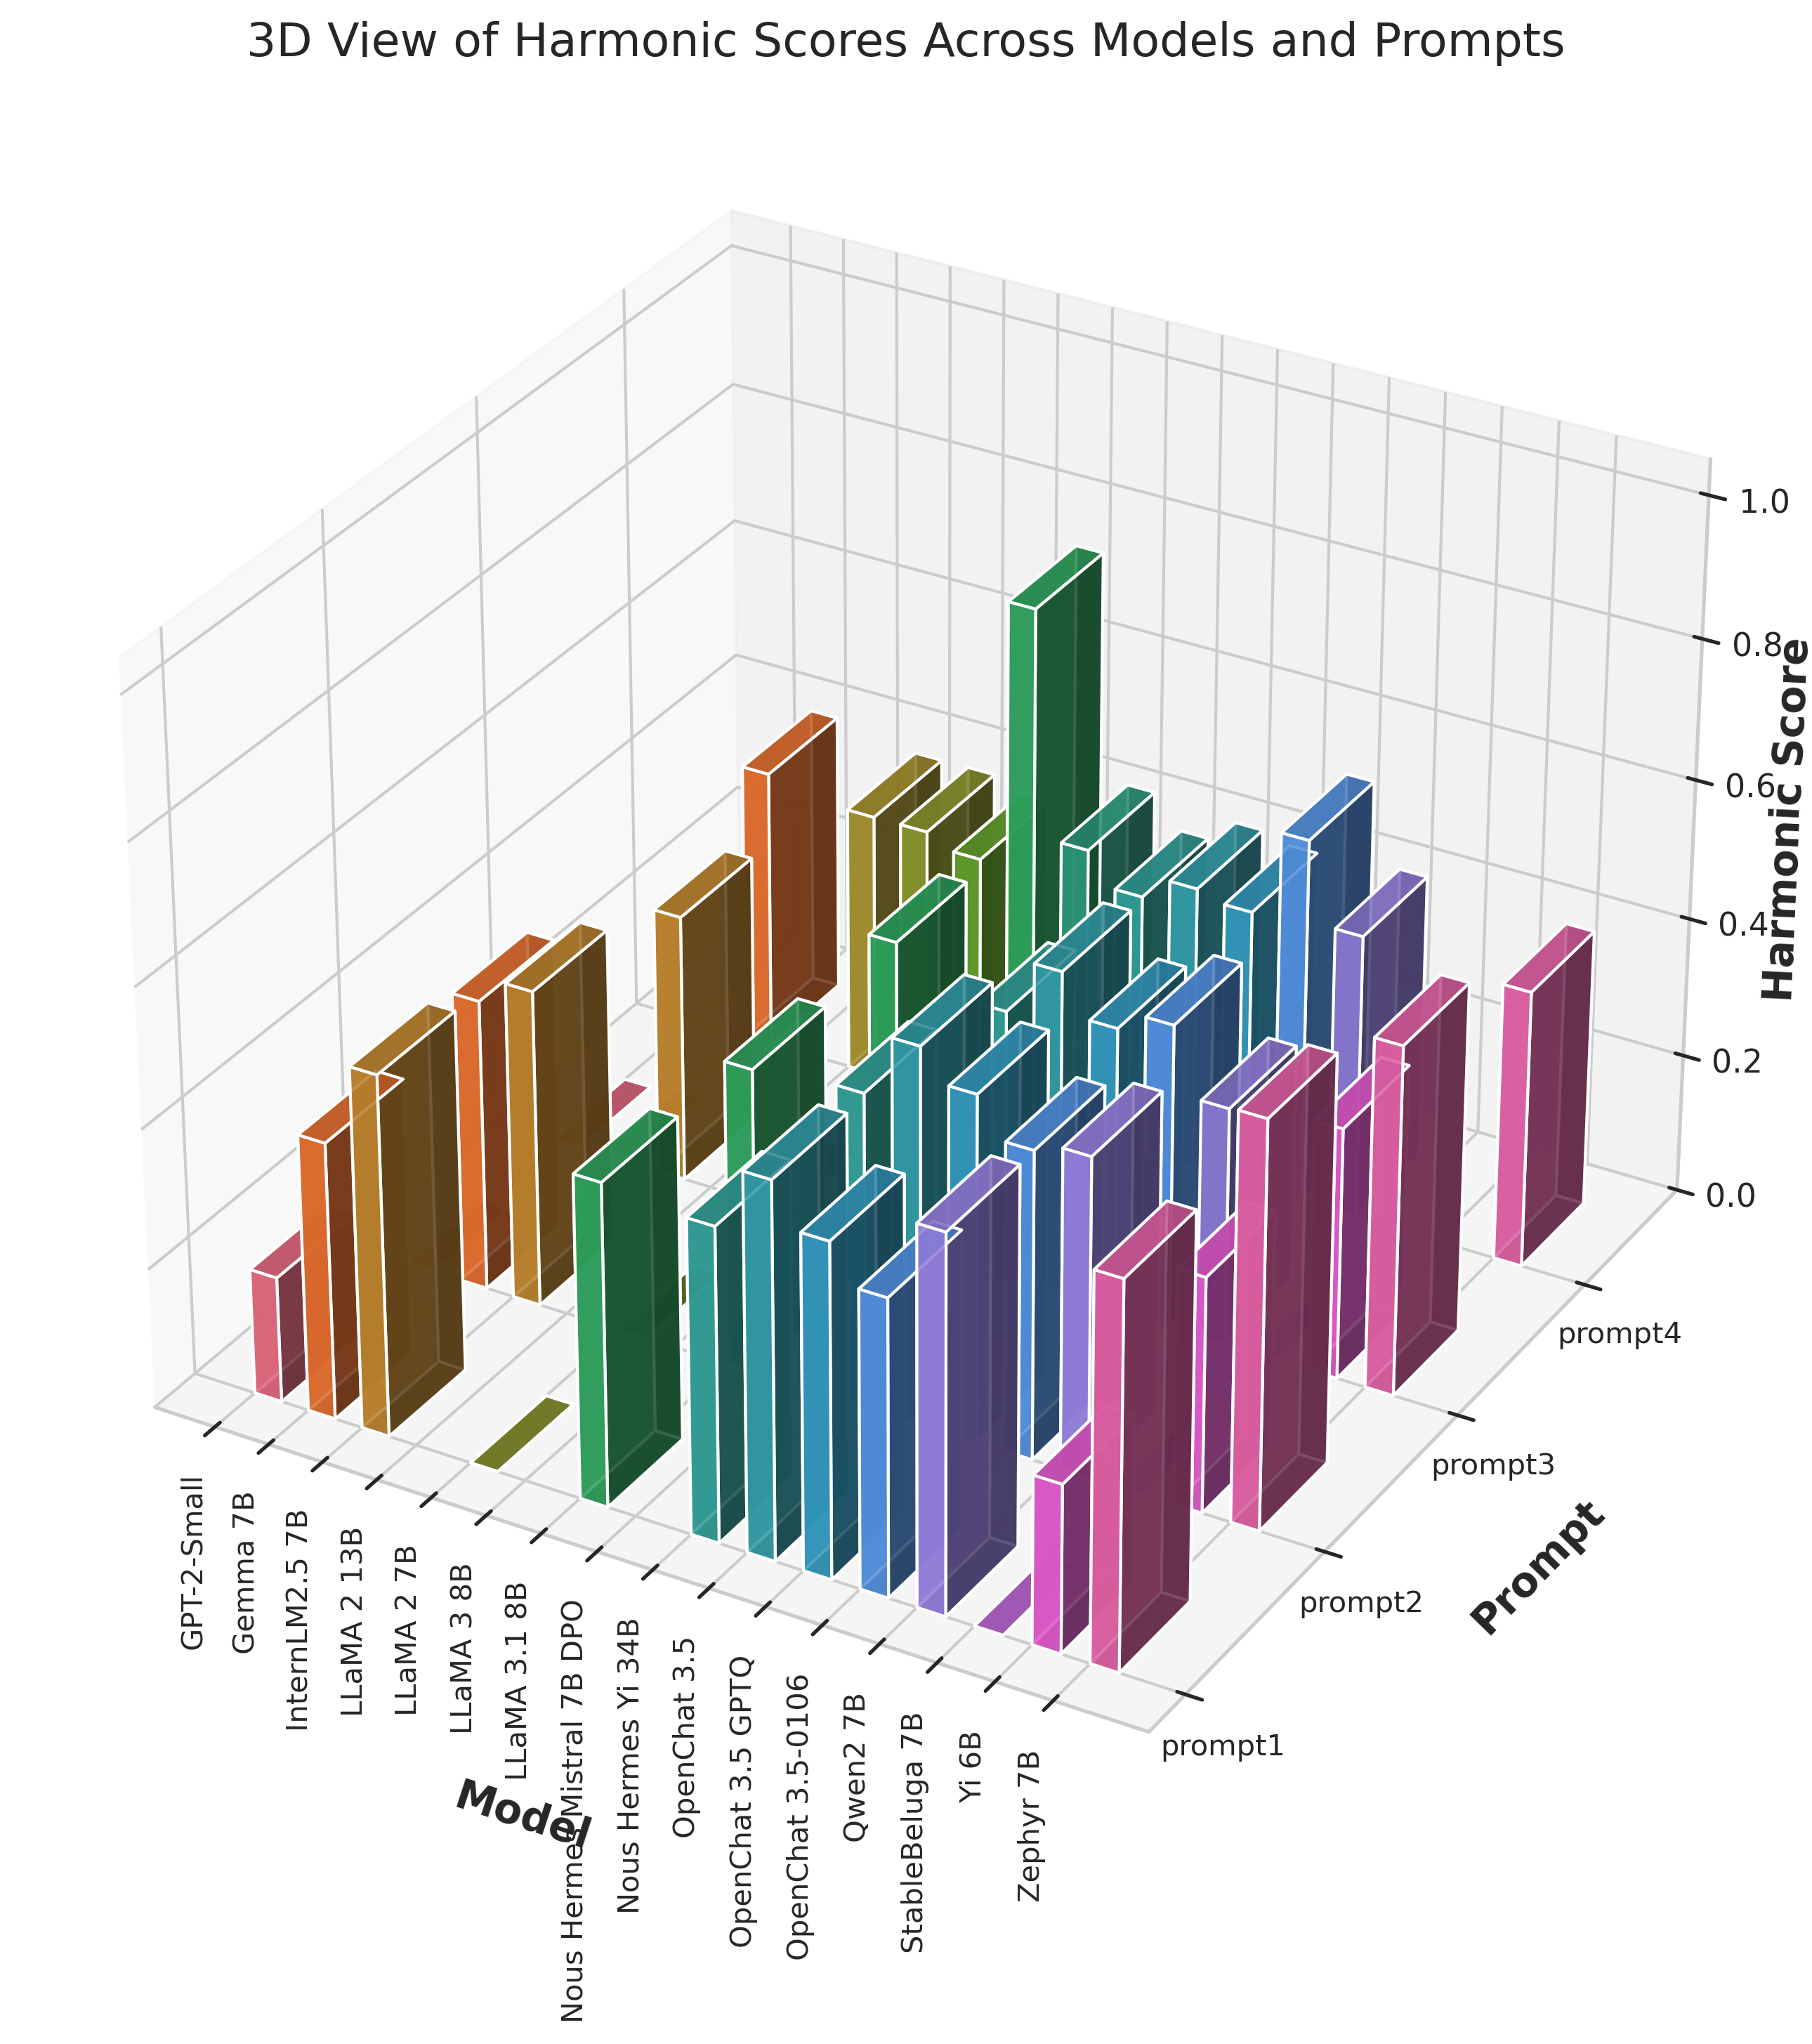 3D View of Harmonic Scores Across Models and Prompts
1.0
0.8
0.6
0.4
0.2
0.0
Harmonic Score
prompt4
prompt3
prompt2
prompt1
Prompt
GPT-2-Small
Gemma 7B
InternLM2.5 7B
LLaMA 2 13B
LLaMA 2 7B
LLaMA 3 8B
LLaMA 3.1 8B
Nous Hermes Mistral 7B DPO
Nous Hermes Yi 34B
OpenChat 3.5
OpenChat 3.5 GPTQ
OpenChat 3.5-0106
Qwen2 7B
StableBeluga 7B
Yi 6B
Zephyr 7B
Model